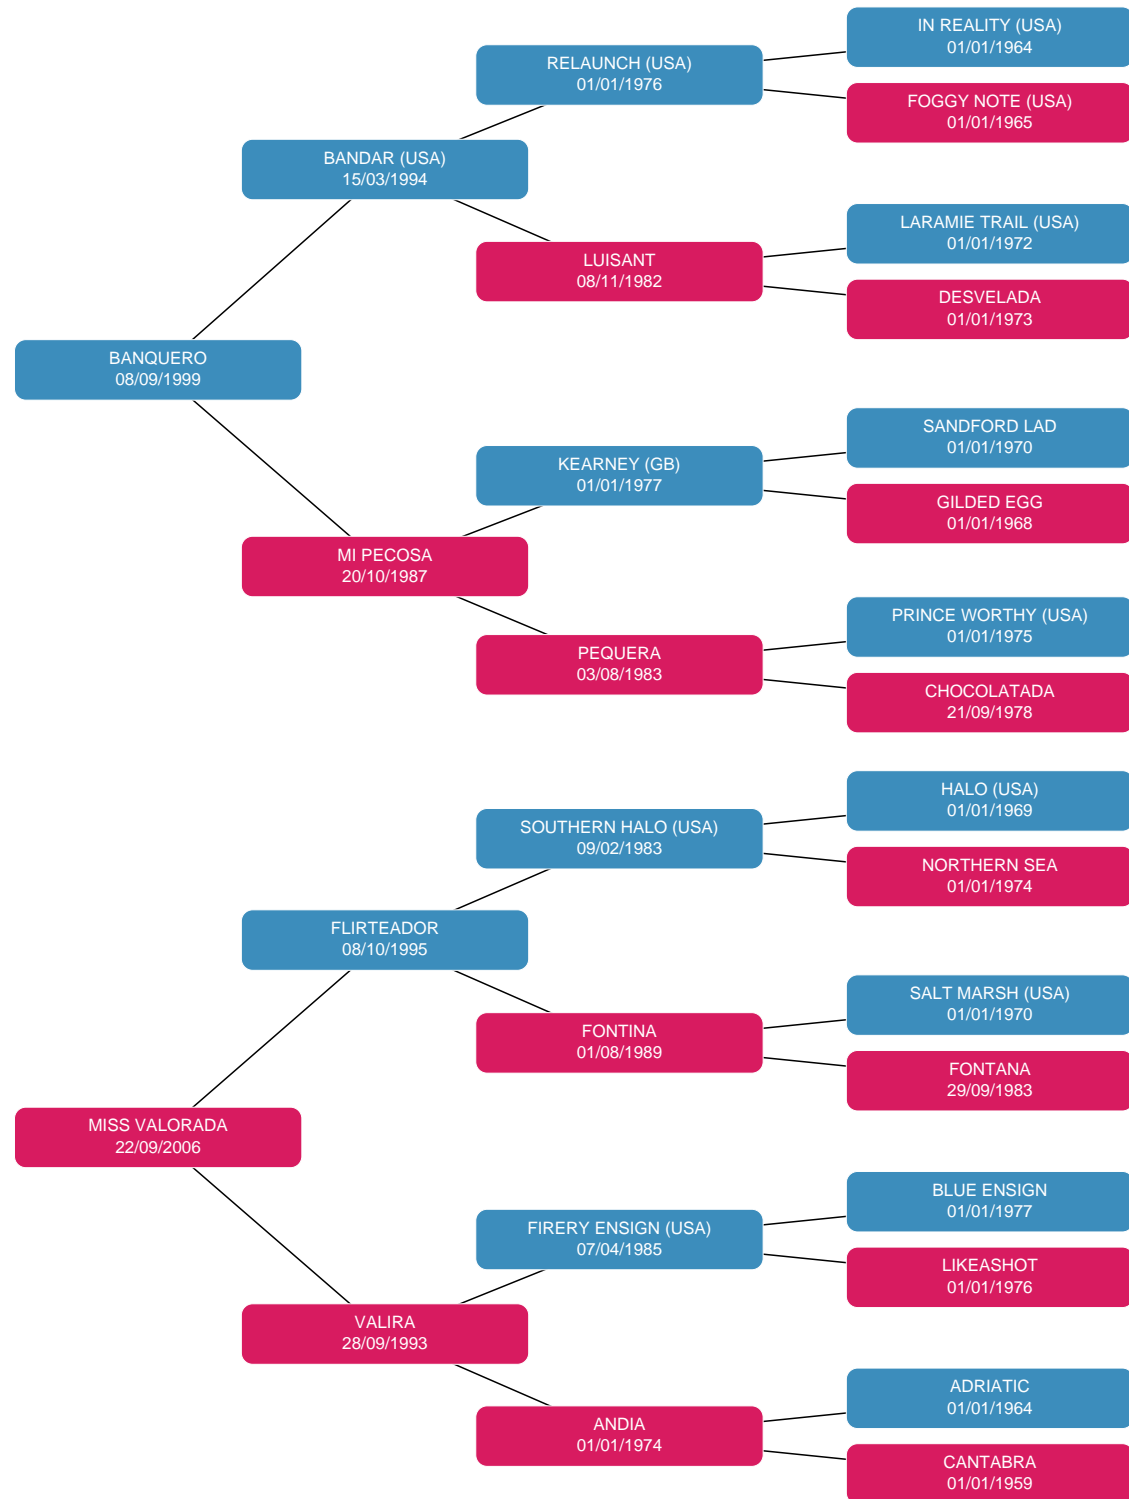 IN REALITY (USA)
01/01/1964
RELAUNCH (USA)
01/01/1976
FOGGY NOTE (USA)
01/01/1965
BANDAR (USA)
15/03/1994
LARAMIE TRAIL (USA)
01/01/1972
LUISANT
08/11/1982
DESVELADA
01/01/1973
BANQUERO
08/09/1999
SANDFORD LAD
01/01/1970
KEARNEY (GB)
01/01/1977
GILDED EGG
01/01/1968
MI PECOSA
20/10/1987
PRINCE WORTHY (USA)
01/01/1975
PEQUERA
03/08/1983
CHOCOLATADA
21/09/1978
HALO (USA)
01/01/1969
SOUTHERN HALO (USA)
09/02/1983
NORTHERN SEA
01/01/1974
FLIRTEADOR
08/10/1995
SALT MARSH (USA)
01/01/1970
FONTINA
01/08/1989
FONTANA
29/09/1983
MISS VALORADA
22/09/2006
BLUE ENSIGN
01/01/1977
FIRERY ENSIGN (USA)
07/04/1985
LIKEASHOT
01/01/1976
VALIRA
28/09/1993
ADRIATIC
01/01/1964
ANDIA
01/01/1974
CANTABRA
01/01/1959